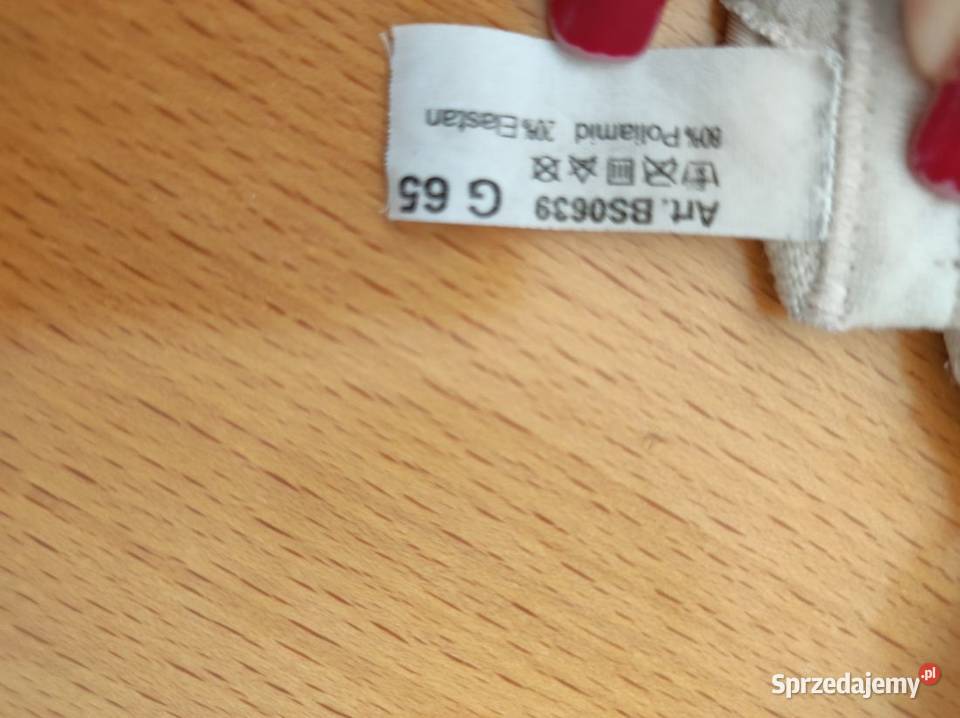 Art. BS0639 G 65
80% Poliamid 20% Elastan
Sprzedajemy.pl